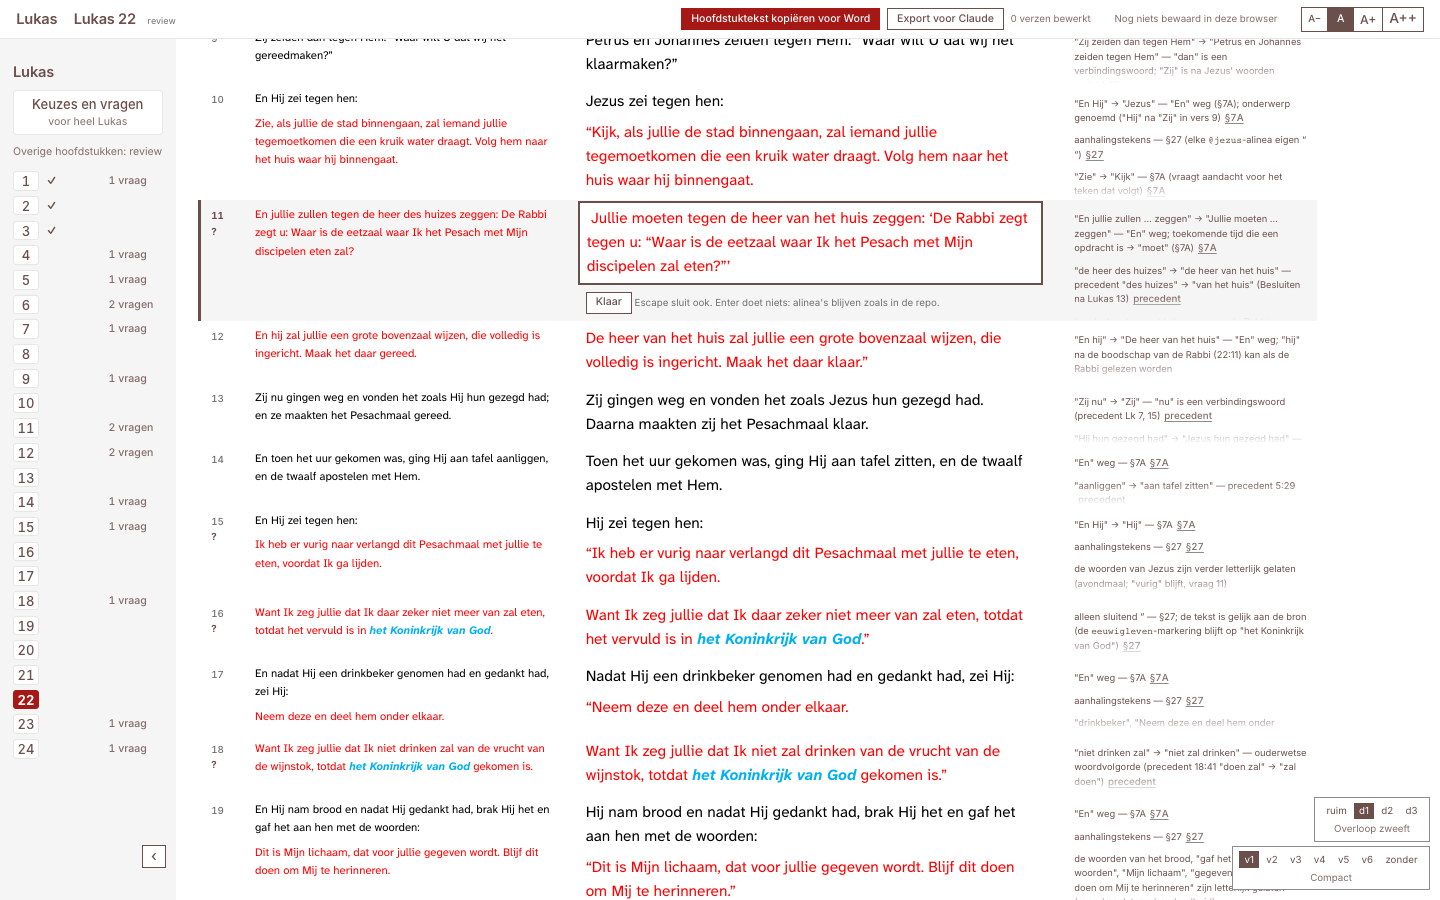 Lukas
Lukas 22
review
Hoofdstuktekst kopiëren voor Word
Export voor Claude
0 verzen bewerkt
Nog niets bewaard in deze browser
A−
A
A+
A++
Lukas
Keuzes en vragen
voor heel Lukas
Overige hoofdstukken: review
1 ✓ 1 vraag
2 ✓
3 ✓
4 1 vraag
5 1 vraag
6 2 vragen
7 1 vraag
8
9 1 vraag
10
11 2 vragen
12 2 vragen
13
14 1 vraag
15 1 vraag
16
17
18 1 vraag
19
20
21
22
23 1 vraag
24 1 vraag
‹
gereedmaken?”
Petrus en Johannes zeiden tegen Hem: “Waar wilt U dat wij het
klaarmaken?”
"Zij zeiden dan tegen Hem" → "Petrus en Johannes
zeiden tegen Hem" — "dan" is een
verbindingswoord; "Zij" is na Jezus' woorden
10
En Hij zei tegen hen:
Zie, als jullie de stad binnengaan, zal iemand jullie
tegemoetkomen die een kruik water draagt. Volg hem naar
het huis waar hij binnengaat.
Jezus zei tegen hen:
“Kijk, als jullie de stad binnengaan, zal iemand jullie
tegemoetkomen die een kruik water draagt. Volg hem naar het
huis waar hij binnengaat.
"En Hij" → "Jezus" — "En" weg (§7A); onderwerp
genoemd ("Hij" na "Zij" in vers 9) §7A
aanhalingstekens — §27 (elke @jezus-alinea eigen “
”) §27
"Zie" → "Kijk" — §7A (vraagt aandacht voor het
teken dat volgt) §7A
11
?
En jullie zullen tegen de heer des huizes zeggen: De Rabbi
zegt u: Waar is de eetzaal waar Ik het Pesach met Mijn
discipelen eten zal?
Jullie moeten tegen de heer van het huis zeggen: ‘De Rabbi zegt
tegen u: “Waar is de eetzaal waar Ik het Pesach met Mijn
discipelen zal eten?”’
Klaar
Escape sluit ook. Enter doet niets: alinea's blijven zoals in de repo.
"En jullie zullen ... zeggen" → "Jullie moeten ...
zeggen" — "En" weg; toekomende tijd die een
opdracht is → "moet" (§7A) §7A
"de heer des huizes" → "de heer van het huis" —
precedent "des huizes" → "van het huis" (Besluiten
na Lukas 13) precedent
12
En hij zal jullie een grote bovenzaal wijzen, die volledig is
ingericht. Maak het daar gereed.
De heer van het huis zal jullie een grote bovenzaal wijzen, die
volledig is ingericht. Maak het daar klaar.”
"En hij" → "De heer van het huis" — "En" weg; "hij"
na de boodschap van de Rabbi (22:11) kan als de
Rabbi gelezen worden
13
Zij nu gingen weg en vonden het zoals Hij hun gezegd had;
en ze maakten het Pesachmaal gereed.
Zij gingen weg en vonden het zoals Jezus hun gezegd had.
Daarna maakten zij het Pesachmaal klaar.
"Zij nu" → "Zij" — "nu" is een verbindingswoord
(precedent Lk 7, 15) precedent
"Hij hun gezegd had" → "Jezus hun gezegd had" —
14
En toen het uur gekomen was, ging Hij aan tafel aanliggen,
en de twaalf apostelen met Hem.
Toen het uur gekomen was, ging Hij aan tafel zitten, en de twaalf
apostelen met Hem.
"En" weg — §7A §7A
"aanliggen" → "aan tafel zitten" — precedent 5:29
precedent
15
?
En Hij zei tegen hen:
Ik heb er vurig naar verlangd dit Pesachmaal met jullie te
eten, voordat Ik ga lijden.
Hij zei tegen hen:
“Ik heb er vurig naar verlangd dit Pesachmaal met jullie te eten,
voordat Ik ga lijden.
"En Hij" → "Hij" — §7A §7A
aanhalingstekens — §27 §27
de woorden van Jezus zijn verder letterlijk gelaten
(avondmaal; "vurig" blijft, vraag 11)
16
?
Want Ik zeg jullie dat Ik daar zeker niet meer van zal eten,
totdat het vervuld is in het Koninkrijk van God.
Want Ik zeg jullie dat Ik daar zeker niet meer van zal eten, totdat
het vervuld is in het Koninkrijk van God.”
alleen sluitend ” — §27; de tekst is gelijk aan de bron
(de eeuwigleven-markering blijft op "het Koninkrijk
van God") §27
17
En nadat Hij een drinkbeker genomen had en gedankt had,
zei Hij:
Neem deze en deel hem onder elkaar.
Nadat Hij een drinkbeker genomen had en gedankt had, zei Hij:
“Neem deze en deel hem onder elkaar.
"En" weg — §7A §7A
aanhalingstekens — §27 §27
"drinkbeker", "Neem deze en deel hem onder
18
?
Want Ik zeg jullie dat Ik niet drinken zal van de vrucht van
de wijnstok, totdat het Koninkrijk van God gekomen is.
Want Ik zeg jullie dat Ik niet zal drinken van de vrucht van de
wijnstok, totdat het Koninkrijk van God gekomen is.”
"niet drinken zal" → "niet zal drinken" — ouderwetse
woordvolgorde (precedent 18:41 "doen zal" → "zal
doen") precedent
19
En Hij nam brood en nadat Hij gedankt had, brak Hij het en
gaf het aan hen met de woorden:
Dit is Mijn lichaam, dat voor jullie gegeven wordt. Blijf dit
doen om Mij te herinneren.
Hij nam brood en nadat Hij gedankt had, brak Hij het en gaf het
aan hen met de woorden:
“Dit is Mijn lichaam, dat voor jullie gegeven wordt. Blijf dit doen
om Mij te herinneren.”
"En" weg — §7A §7A
aanhalingstekens — §27 §27
de woorden van het brood, "gaf het
woorden", "Mijn lichaam", "gegeven
doen om Mij te herinneren" zijn
ruim d1 d2 d3
Overloop zweeft
v1 v2 v3 v4 v5 v6 zonder
Compact